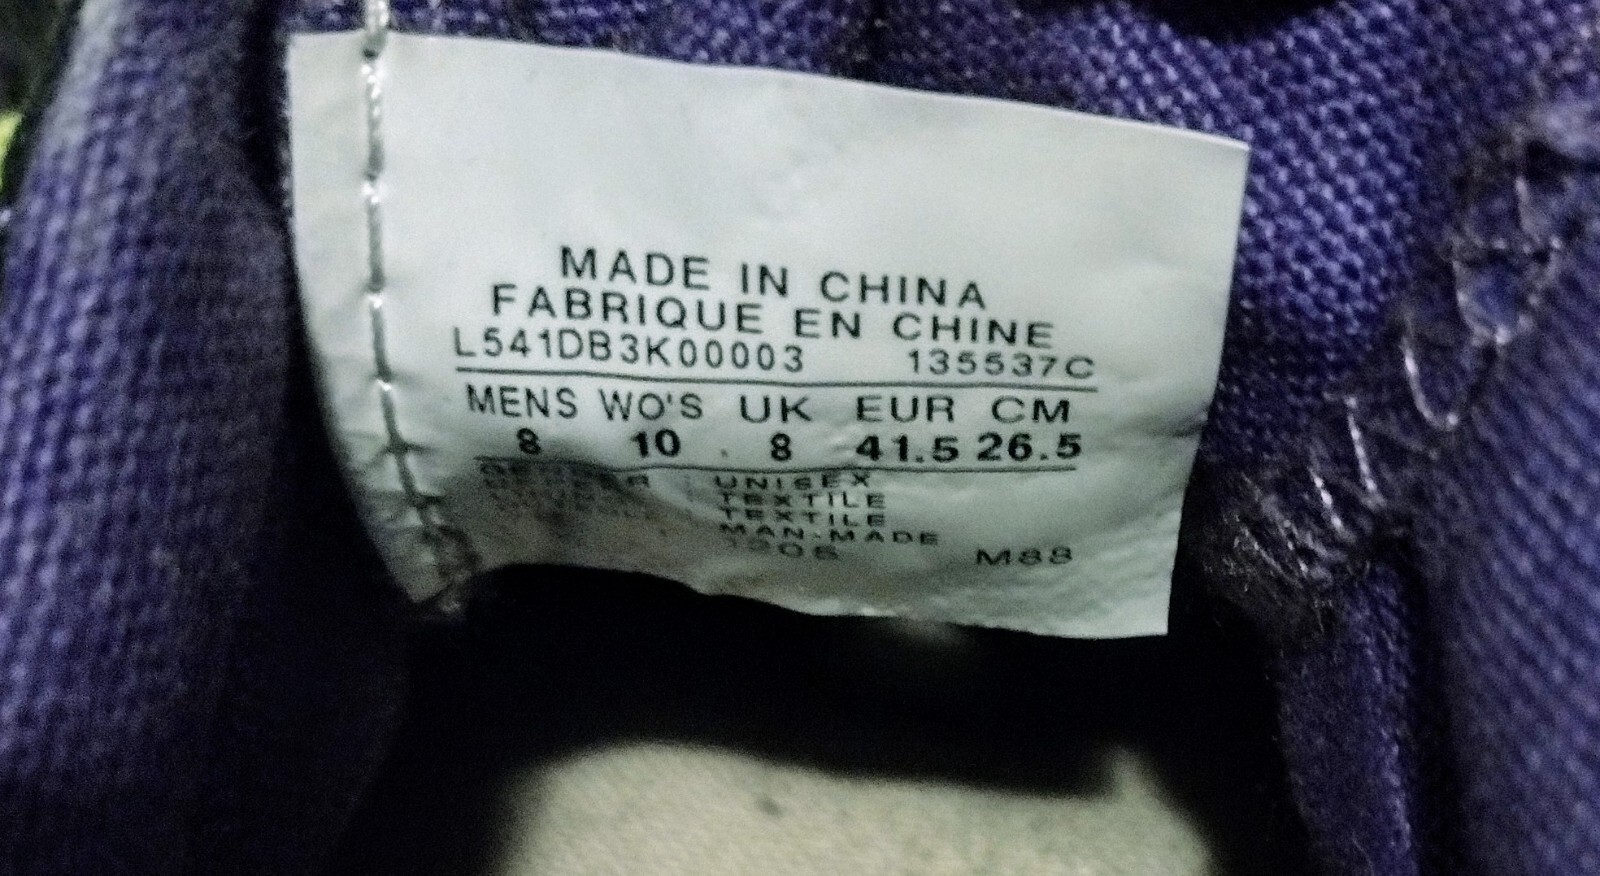 MADE IN CHINA
FABRIQUE EN CHINE
L541DB3K00003 135537C
MENS WO'S UK EUR CM
8 10 8 41.5 26.5
GENDER : UNISEX
TEXTILE
TEXTILE
MAN-MADE
M88